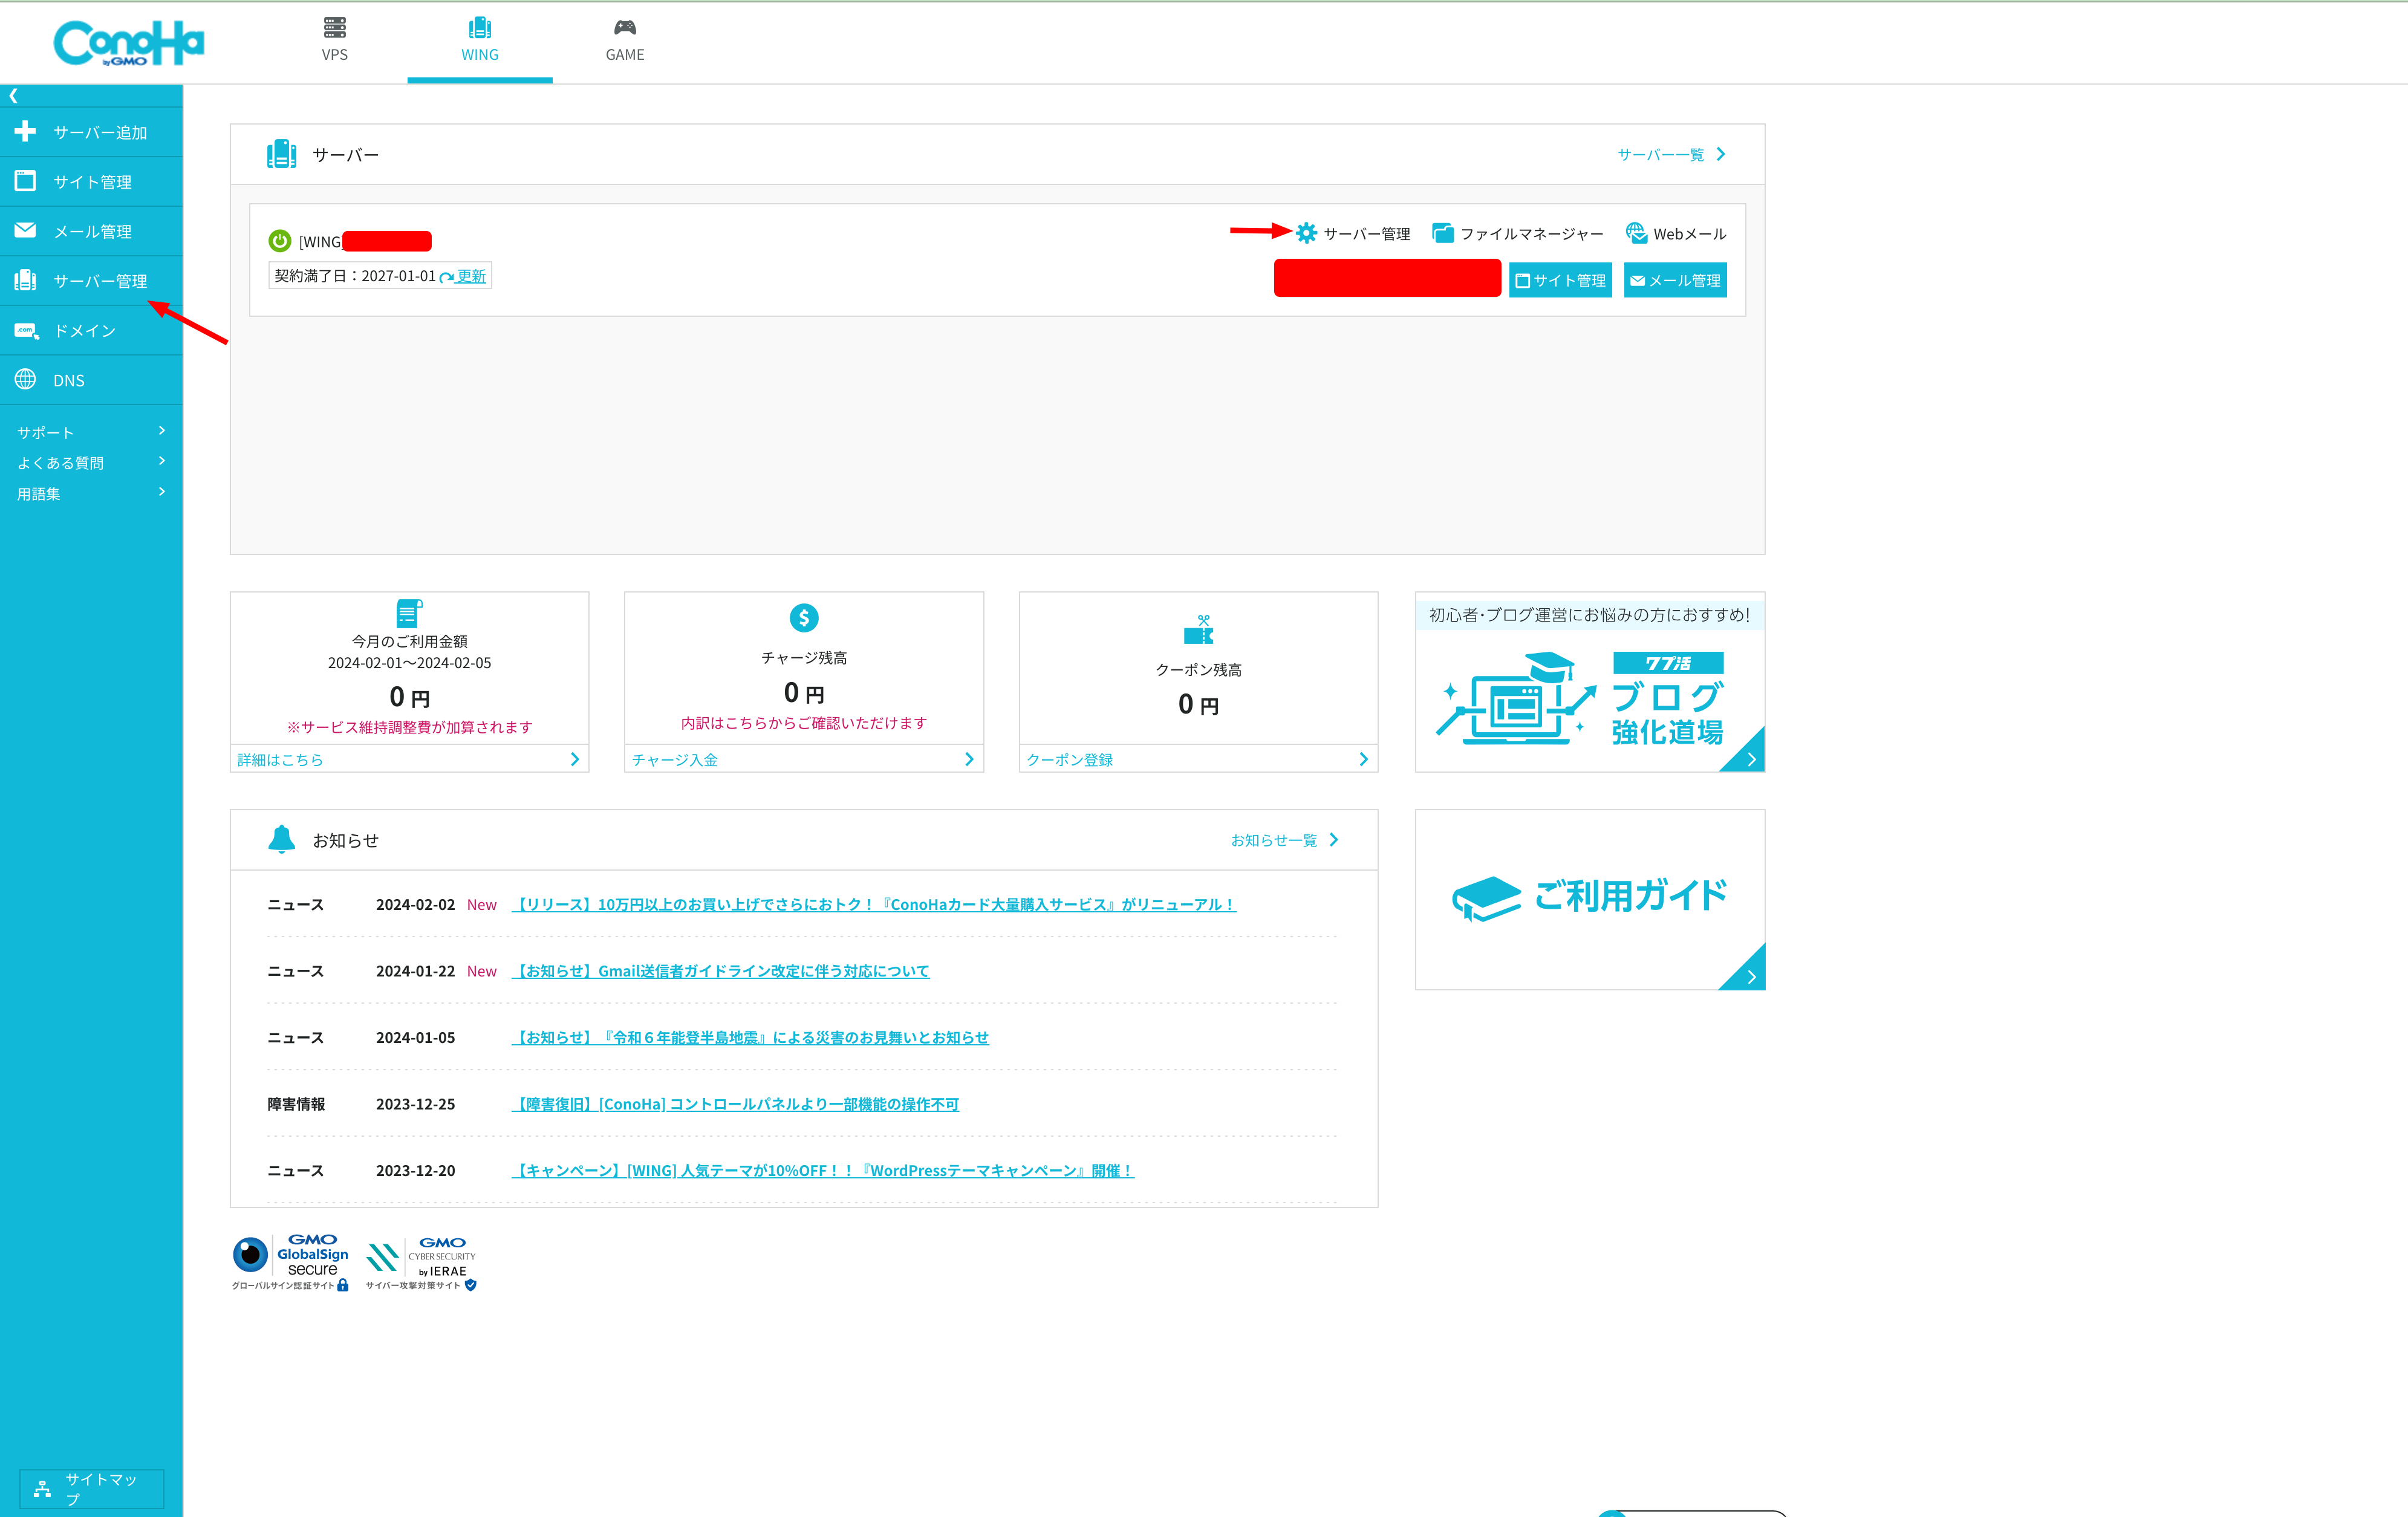 ConoHa
by GMO
VPS
WING
GAME
サーバー追加
サイト管理
メール管理
サーバー管理
.com
ドメイン
DNS
サポート
よくある質問
用語集
サイトマッ
プ
サーバー
サーバー一覧
[WING
サーバー管理
ファイルマネージャー
Webメール
契約満了日：2027-01-01 更新
サイト管理
メール管理
今月のご利用金額
2024-02-01～2024-02-05
0 円
※サービス維持調整費が加算されます
詳細はこちら
チャージ残高
0 円
内訳はこちらからご確認いただけます
チャージ入金
クーポン残高
0 円
クーポン登録
初心者・ブログ運営にお悩みの方におすすめ!
ワプ活
ブログ
強化道場
お知らせ
お知らせ一覧
ニュース 2024-02-02 New 【リリース】10万円以上のお買い上げでさらにおトク！『ConoHaカード大量購入サービス』がリニューアル！
ニュース 2024-01-22 New 【お知らせ】Gmail送信者ガイドライン改定に伴う対応について
ニュース 2024-01-05 【お知らせ】『令和６年能登半島地震』による災害のお見舞いとお知らせ
障害情報 2023-12-25 【障害復旧】[ConoHa] コントロールパネルより一部機能の操作不可
ニュース 2023-12-20 【キャンペーン】[WING] 人気テーマが10%OFF！！『WordPressテーマキャンペーン』開催！
ご利用ガイド
GMO
GlobalSign
secure
グローバルサイン認証サイト
GMO
CYBER SECURITY
by IERAE
サイバー攻撃対策サイト